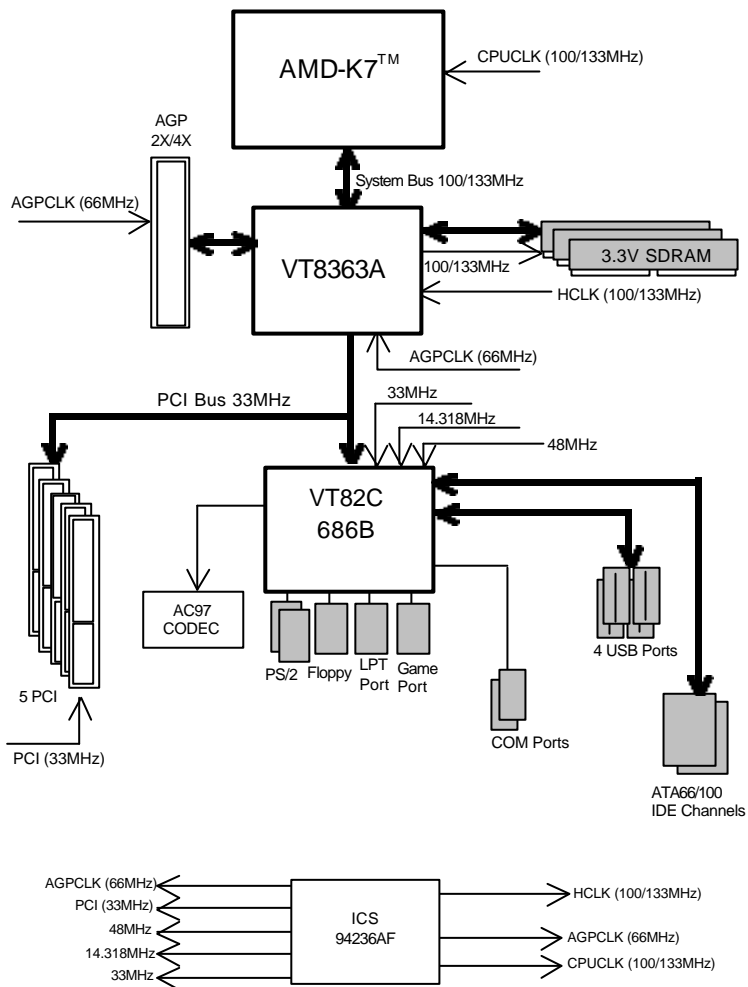 AMD-K7™
CPUCLK (100/133MHz)
AGP
2X/4X
System Bus 100/133MHz
AGPCLK (66MHz)
VT8363A
3.3V SDRAM
100/133MHz
HCLK (100/133MHz)
AGPCLK (66MHz)
PCI Bus 33MHz
33MHz
14.318MHz
48MHz
VT82C
686B
AC97
CODEC
PS/2
Floppy
LPT
Port
Game
Port
4 USB Ports
5 PCI
COM Ports
PCI (33MHz)
ATA66/100
IDE Channels
AGPCLK (66MHz)
PCI (33MHz)
48MHz
14.318MHz
33MHz
ICS
94236AF
HCLK (100/133MHz)
AGPCLK (66MHz)
CPUCLK (100/133MHz)